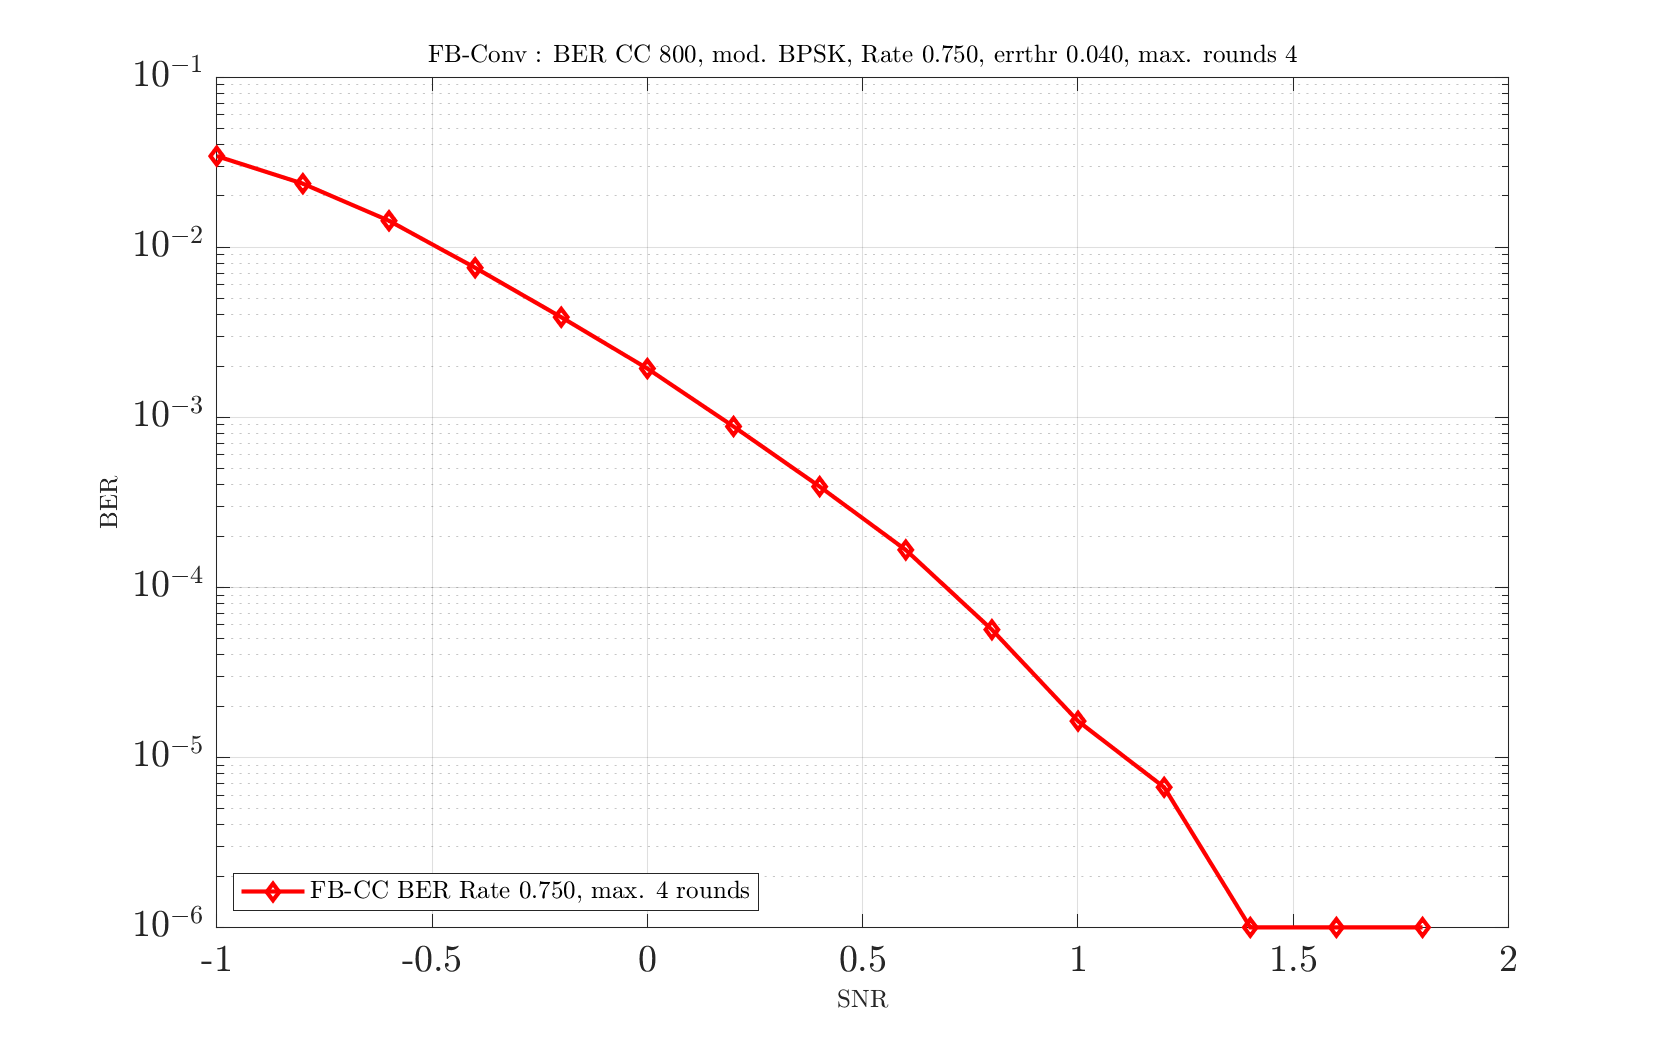 FB-Conv : BER CC 800, mod. BPSK, Rate 0.750, errthr 0.040, max. rounds 4
10^{-1}
10^{-2}
10^{-3}
10^{-4}
10^{-5}
10^{-6}
BER
FB-CC BER Rate 0.750, max. 4 rounds
-1 -0.5 0 0.5 1 1.5 2
SNR